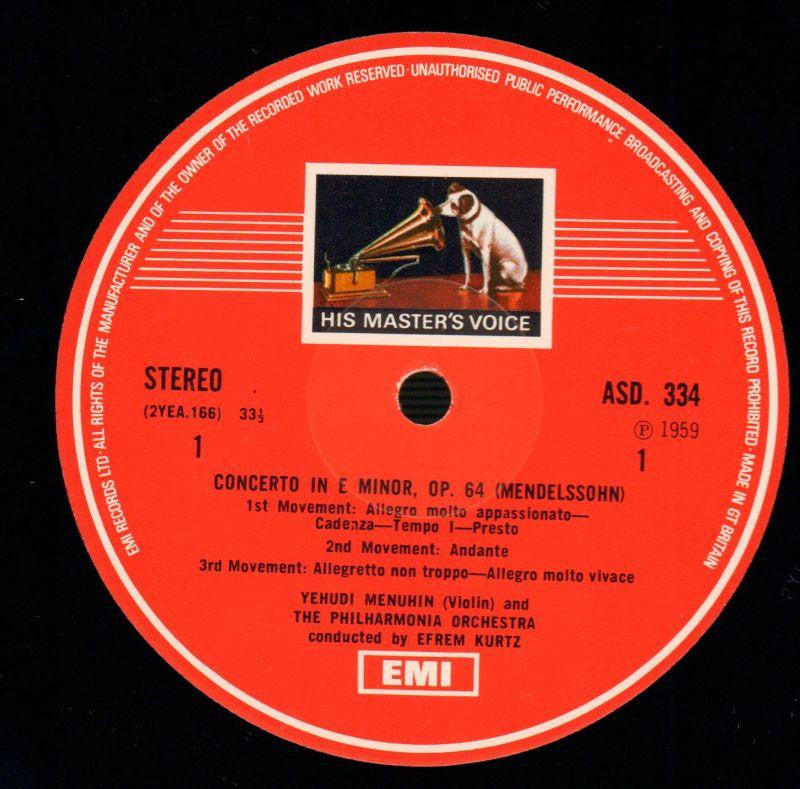 EMI RECORDS LTD·ALL RIGHTS OF THE MANUFACTURER AND OF THE OWNER OF THE RECORDED WORK RESERVED·UNAUTHORISED PUBLIC PERFORMANCE BROADCASTING AND COPYING OF THIS RECORD PROHIBITED·MADE IN GT BRITAIN
HIS MASTER'S VOICE
STEREO
ASD. 334
(2YEA.166) 33⅓
Ⓟ 1959
1
1
CONCERTO IN E MINOR, OP. 64 (MENDELSSOHN)
1st Movement: Allegro molto appassionato—
Cadenza—Tempo I—Presto
2nd Movement: Andante
3rd Movement: Allegretto non troppo—Allegro molto vivace
YEHUDI MENUHIN (Violin) and
THE PHILHARMONIA ORCHESTRA
conducted by EFREM KURTZ
EMI